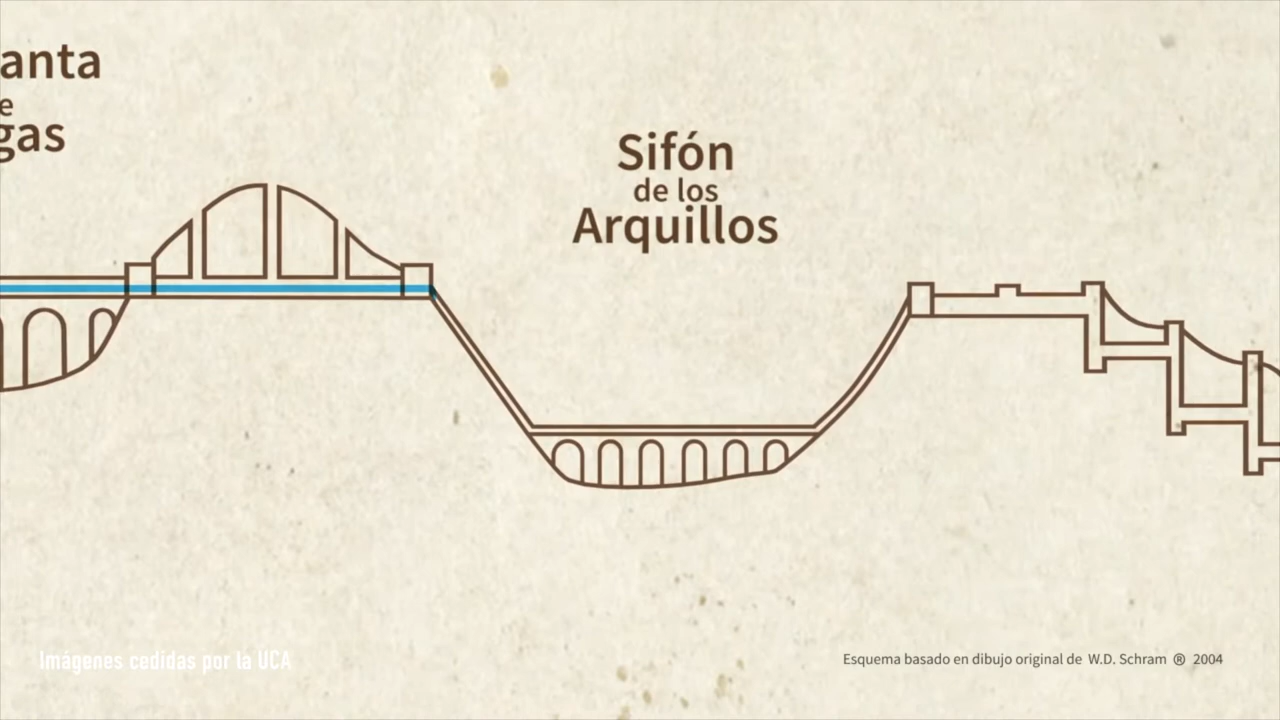 anta
e
gas
Sifón
de los
Arquillos
Imágenes cedidas por la UCA
Esquema basado en dibujo original de W.D. Schram ® 2004